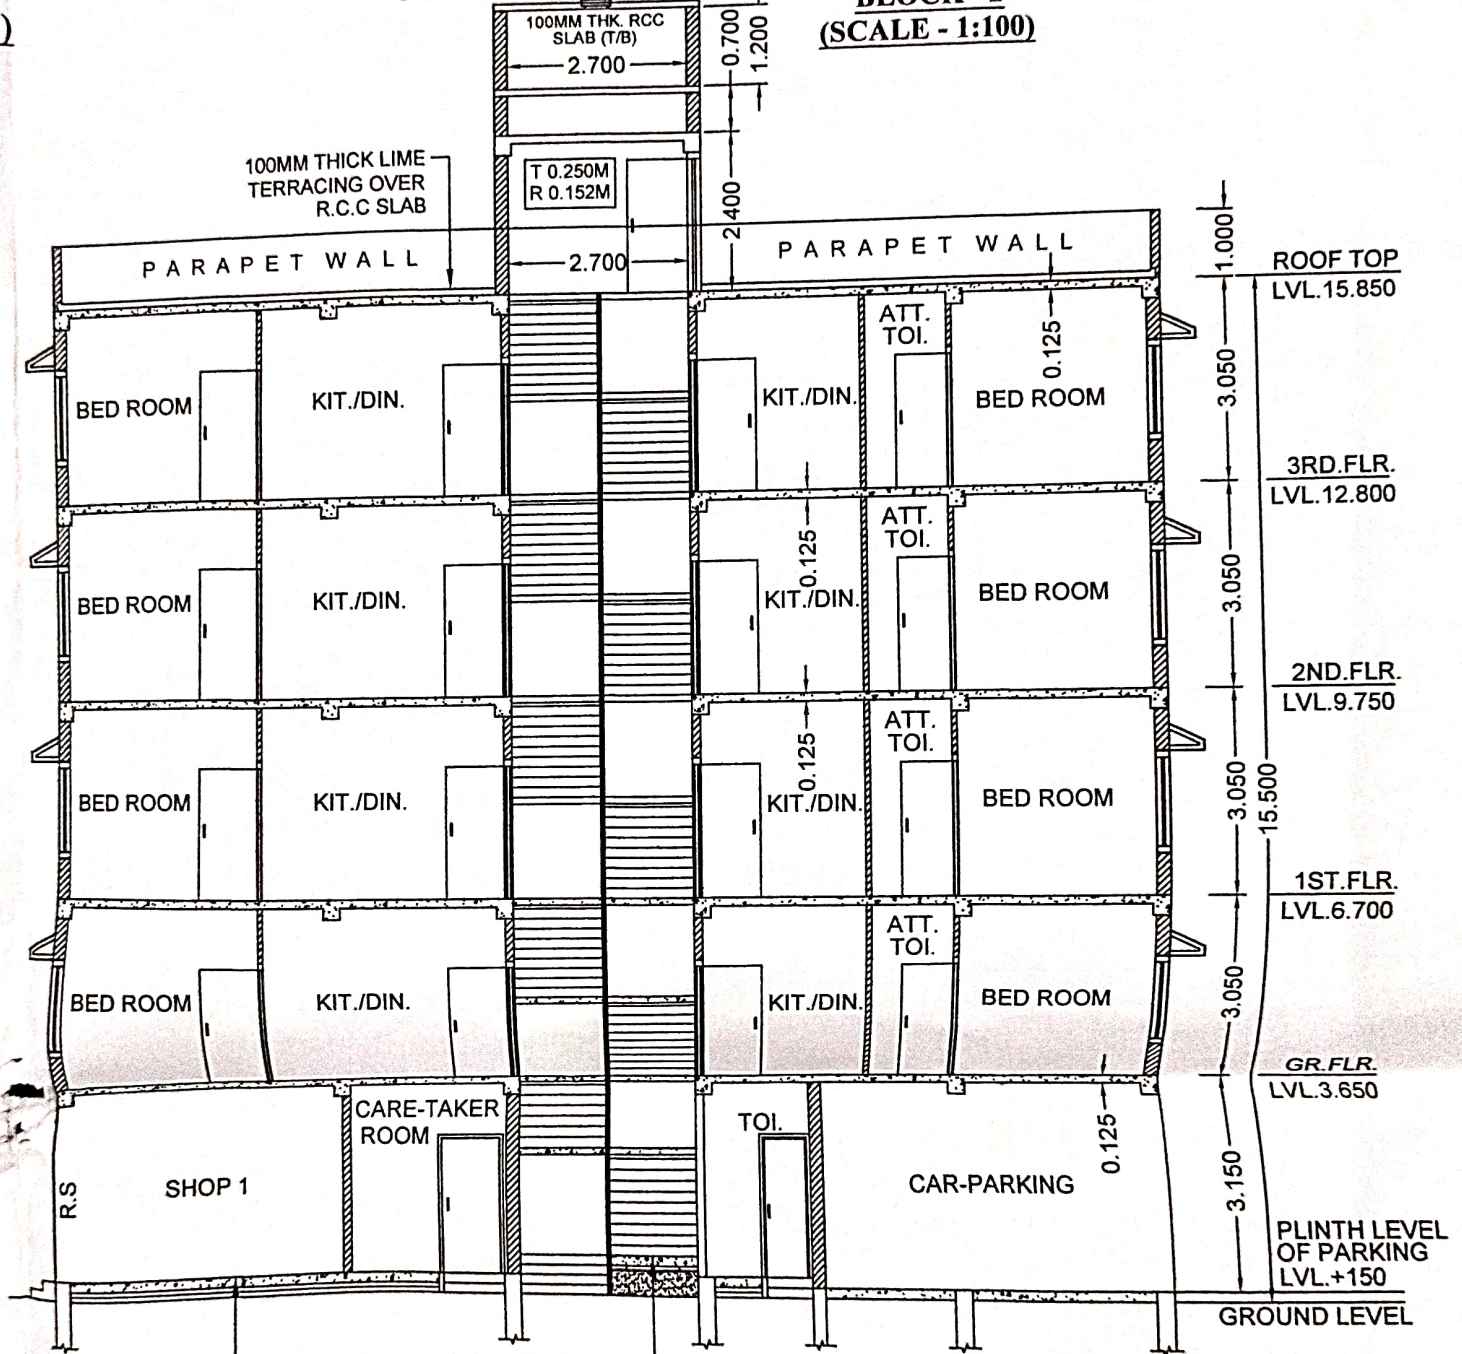 )
BLOCK -
(SCALE - 1:100)
100MM THK. RCC
SLAB (T/B)
2.700
0.700
1.200
100MM THICK LIME
TERRACING OVER
R.C.C SLAB
T 0.250M
R 0.152M
2.400
PARAPET WALL
2.700
PARAPET WALL
1.000
ROOF TOP
LVL.15.850
ATT.
TOI.
0.125
BED ROOM
KIT./DIN.
KIT./DIN.
BED ROOM
3.050
3RD.FLR.
LVL.12.800
ATT.
TOI.
0.125
BED ROOM
KIT./DIN.
KIT./DIN.
BED ROOM
3.050
2ND.FLR.
LVL.9.750
ATT.
TOI.
0.125
BED ROOM
KIT./DIN.
KIT./DIN.
BED ROOM
3.050
15.500
1ST.FLR.
LVL.6.700
ATT.
TOI.
BED ROOM
KIT./DIN.
KIT./DIN.
BED ROOM
3.050
GR.FLR.
LVL.3.650
CARE-TAKER
ROOM
TOI.
0.125
R.S
SHOP 1
CAR-PARKING
3.150
PLINTH LEVEL
OF PARKING
LVL.+150
GROUND LEVEL